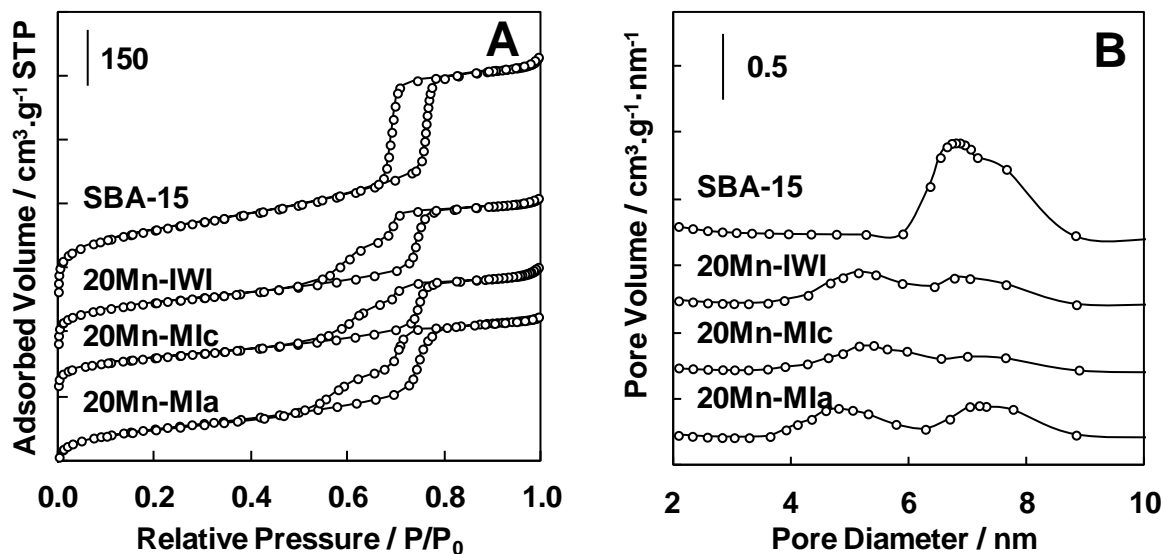 A
150
Adsorbed Volume / cm³.g⁻¹ STP
SBA-15
20Mn-IWI
20Mn-MIc
20Mn-MIa
0.0 0.2 0.4 0.6 0.8 1.0
Relative Pressure / P/P₀
B
0.5
Pore Volume / cm³.g⁻¹·nm⁻¹
SBA-15
20Mn-IWI
20Mn-MIc
20Mn-MIa
2 4 6 8 10
Pore Diameter / nm